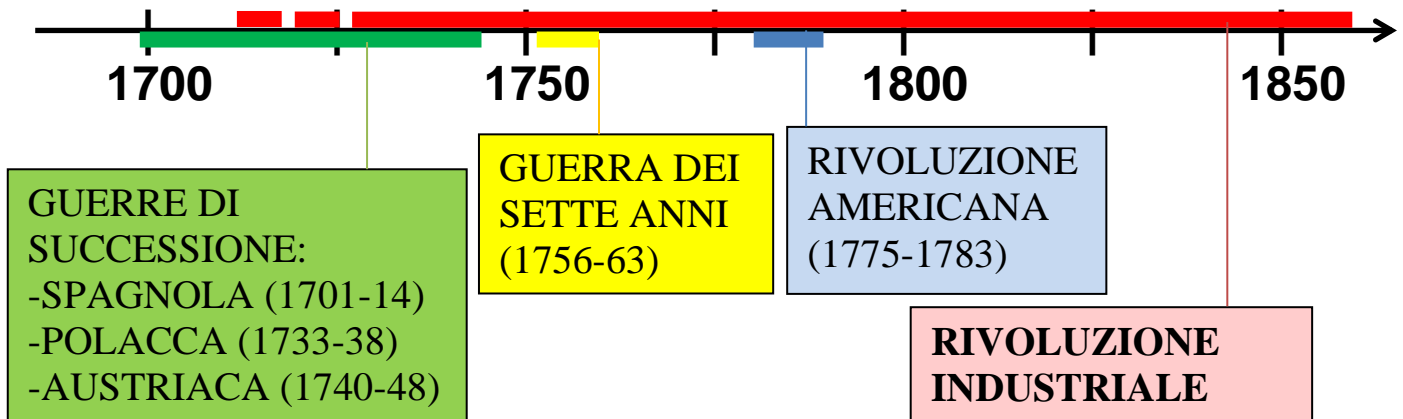 1700
1750
1800
1850
GUERRE DI
SUCCESSIONE:
-SPAGNOLA (1701-14)
-POLACCA (1733-38)
-AUSTRIACA (1740-48)
GUERRA DEI
SETTE ANNI
(1756-63)
RIVOLUZIONE
AMERICANA
(1775-1783)
RIVOLUZIONE
INDUSTRIALE